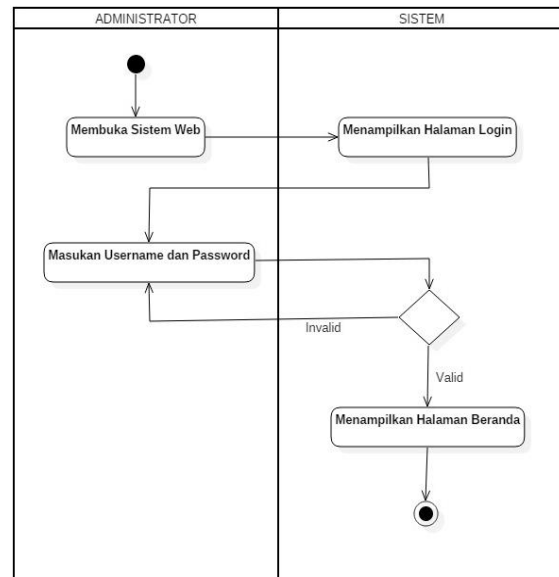 ADMINISTRATOR
SISTEM
Membuka Sistem Web
Menampilkan Halaman Login
Masukan Username dan Password
Invalid
Valid
Menampilkan Halaman Beranda